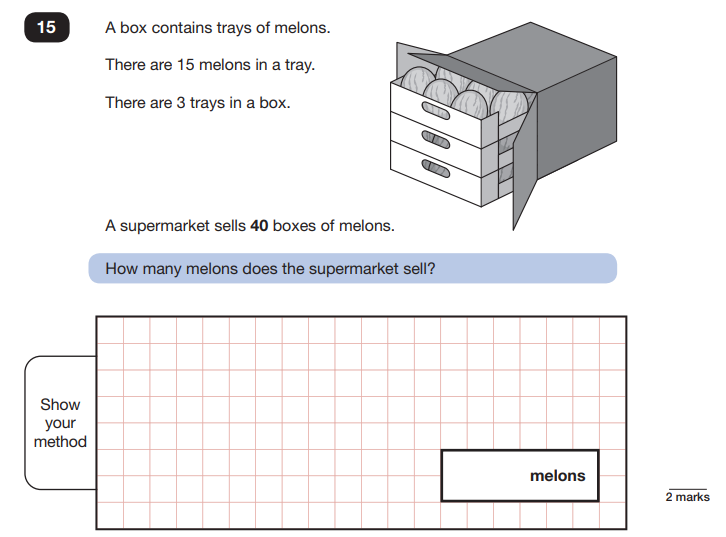 15
A box contains trays of melons.
There are 15 melons in a tray.
There are 3 trays in a box.
A supermarket sells 40 boxes of melons.
How many melons does the supermarket sell?
Show
your
method
melons
2 marks